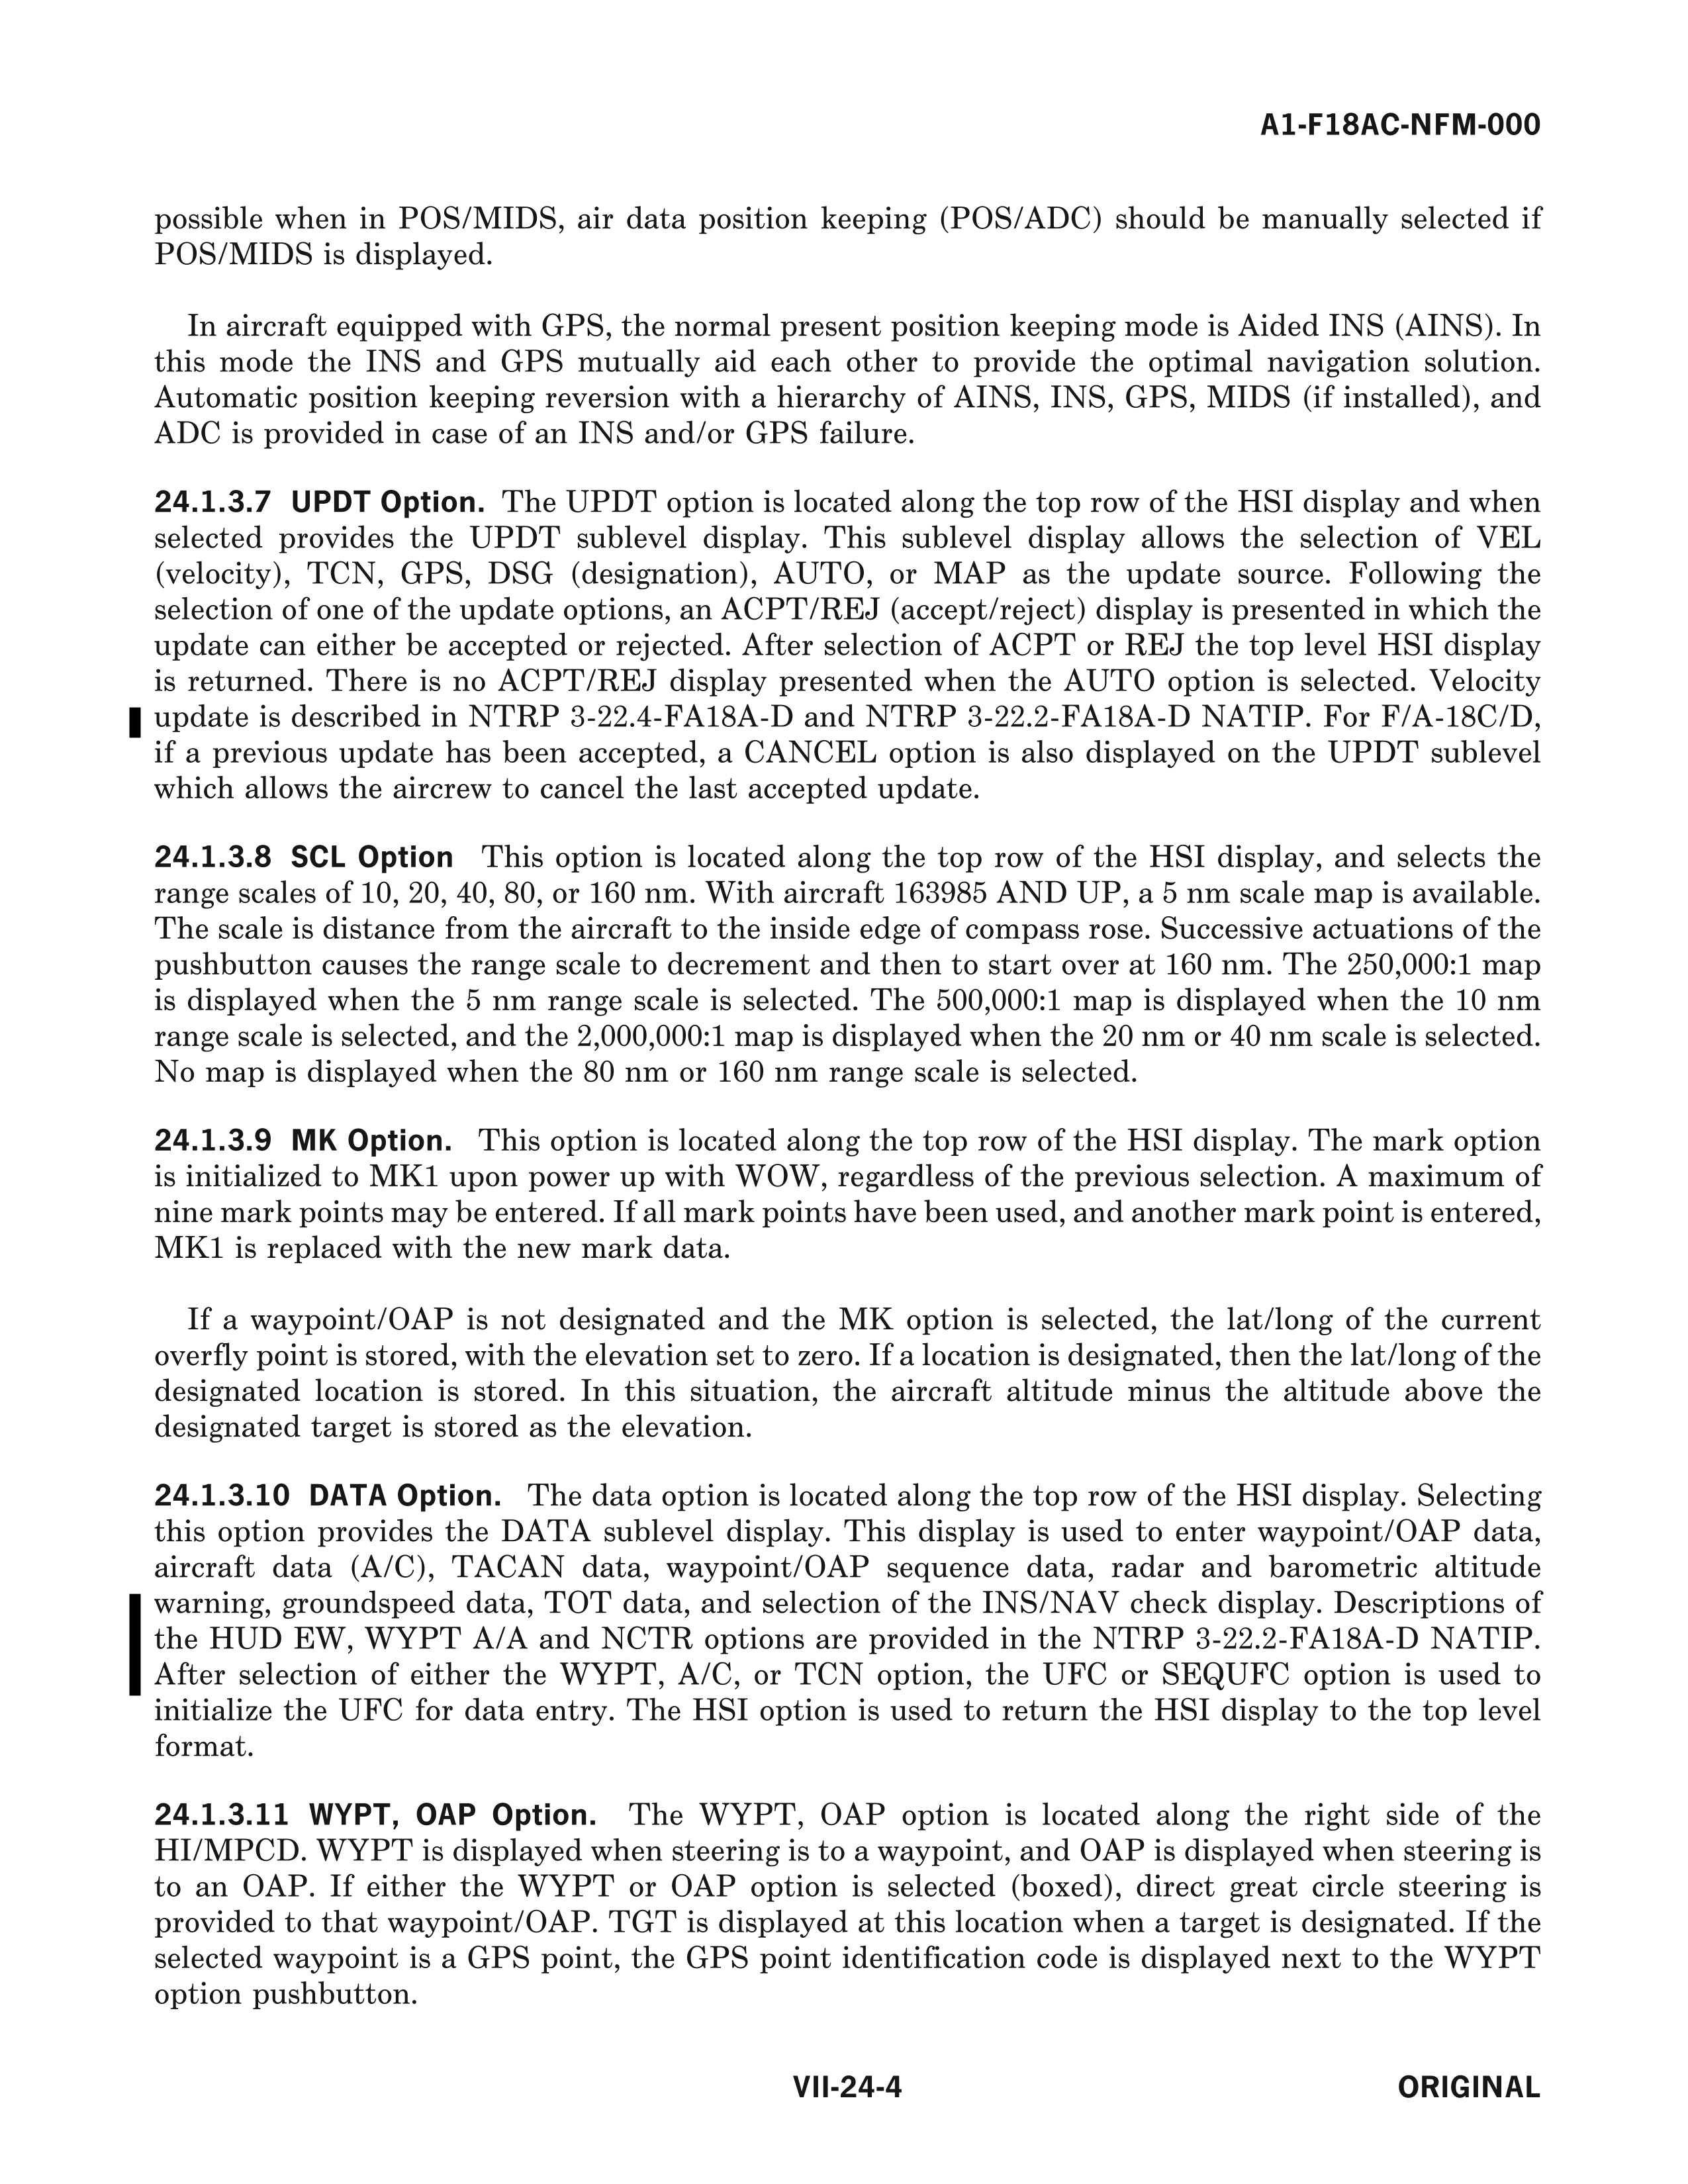 A1-F18AC-NFM-000
possible when in POS/MIDS, air data position keeping (POS/ADC) should be manually selected if
POS/MIDS is displayed.
In aircraft equipped with GPS, the normal present position keeping mode is Aided INS (AINS). In
this mode the INS and GPS mutually aid each other to provide the optimal navigation solution.
Automatic position keeping reversion with a hierarchy of AINS, INS, GPS, MIDS (if installed), and
ADC is provided in case of an INS and/or GPS failure.
24.1.3.7 UPDT Option. The UPDT option is located along the top row of the HSI display and when
selected provides the UPDT sublevel display. This sublevel display allows the selection of VEL
(velocity), TCN, GPS, DSG (designation), AUTO, or MAP as the update source. Following the
selection of one of the update options, an ACPT/REJ (accept/reject) display is presented in which the
update can either be accepted or rejected. After selection of ACPT or REJ the top level HSI display
is returned. There is no ACPT/REJ display presented when the AUTO option is selected. Velocity
update is described in NTRP 3-22.4-FA18A-D and NTRP 3-22.2-FA18A-D NATIP. For F/A-18C/D,
if a previous update has been accepted, a CANCEL option is also displayed on the UPDT sublevel
which allows the aircrew to cancel the last accepted update.
24.1.3.8 SCL Option This option is located along the top row of the HSI display, and selects the
range scales of 10, 20, 40, 80, or 160 nm. With aircraft 163985 AND UP, a 5 nm scale map is available.
The scale is distance from the aircraft to the inside edge of compass rose. Successive actuations of the
pushbutton causes the range scale to decrement and then to start over at 160 nm. The 250,000:1 map
is displayed when the 5 nm range scale is selected. The 500,000:1 map is displayed when the 10 nm
range scale is selected, and the 2,000,000:1 map is displayed when the 20 nm or 40 nm scale is selected.
No map is displayed when the 80 nm or 160 nm range scale is selected.
24.1.3.9 MK Option. This option is located along the top row of the HSI display. The mark option
is initialized to MK1 upon power up with WOW, regardless of the previous selection. A maximum of
nine mark points may be entered. If all mark points have been used, and another mark point is entered,
MK1 is replaced with the new mark data.
If a waypoint/OAP is not designated and the MK option is selected, the lat/long of the current
overfly point is stored, with the elevation set to zero. If a location is designated, then the lat/long of the
designated location is stored. In this situation, the aircraft altitude minus the altitude above the
designated target is stored as the elevation.
24.1.3.10 DATA Option. The data option is located along the top row of the HSI display. Selecting
this option provides the DATA sublevel display. This display is used to enter waypoint/OAP data,
aircraft data (A/C), TACAN data, waypoint/OAP sequence data, radar and barometric altitude
warning, groundspeed data, TOT data, and selection of the INS/NAV check display. Descriptions of
the HUD EW, WYPT A/A and NCTR options are provided in the NTRP 3-22.2-FA18A-D NATIP.
After selection of either the WYPT, A/C, or TCN option, the UFC or SEQUFC option is used to
initialize the UFC for data entry. The HSI option is used to return the HSI display to the top level
format.
24.1.3.11 WYPT, OAP Option. The WYPT, OAP option is located along the right side of the
HI/MPCD. WYPT is displayed when steering is to a waypoint, and OAP is displayed when steering is
to an OAP. If either the WYPT or OAP option is selected (boxed), direct great circle steering is
provided to that waypoint/OAP. TGT is displayed at this location when a target is designated. If the
selected waypoint is a GPS point, the GPS point identification code is displayed next to the WYPT
option pushbutton.
VII-24-4
ORIGINAL